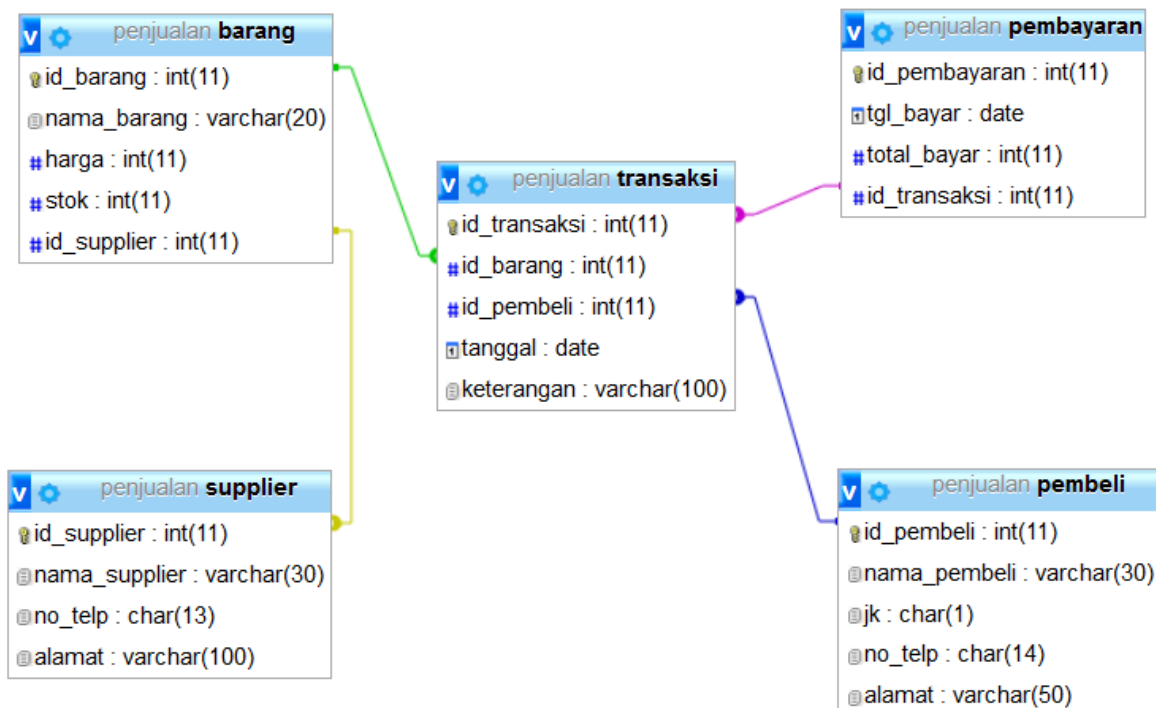 penjualan barang
id_barang : int(11)
nama_barang : varchar(20)
harga : int(11)
stok : int(11)
id_supplier : int(11)
penjualan pembayaran
id_pembayaran : int(11)
tgl_bayar : date
total_bayar : int(11)
id_transaksi : int(11)
penjualan transaksi
id_transaksi : int(11)
id_barang : int(11)
id_pembeli : int(11)
tanggal : date
keterangan : varchar(100)
penjualan supplier
id_supplier : int(11)
nama_supplier : varchar(30)
no_telp : char(13)
alamat : varchar(100)
penjualan pembeli
id_pembeli : int(11)
nama_pembeli : varchar(30)
jk : char(1)
no_telp : char(14)
alamat : varchar(50)